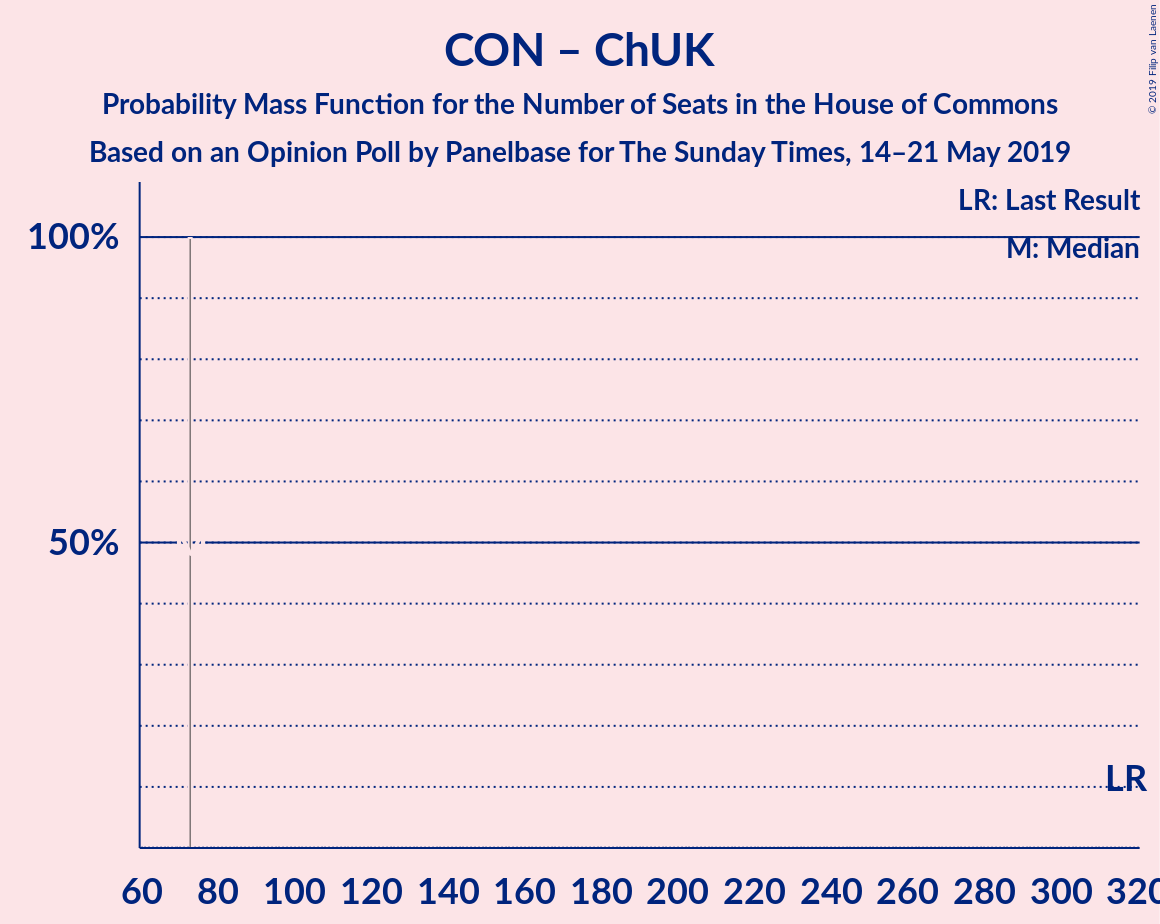 CON – ChUK
Probability Mass Function for the Number of Seats in the House of Commons
Based on an Opinion Poll by Panelbase for The Sunday Times, 14–21 May 2019
© 2019 Filip van Laenen
LR: Last Result
M: Median
100%
50%
M
LR
60 80 100 120 140 160 180 200 220 240 260 280 300 320